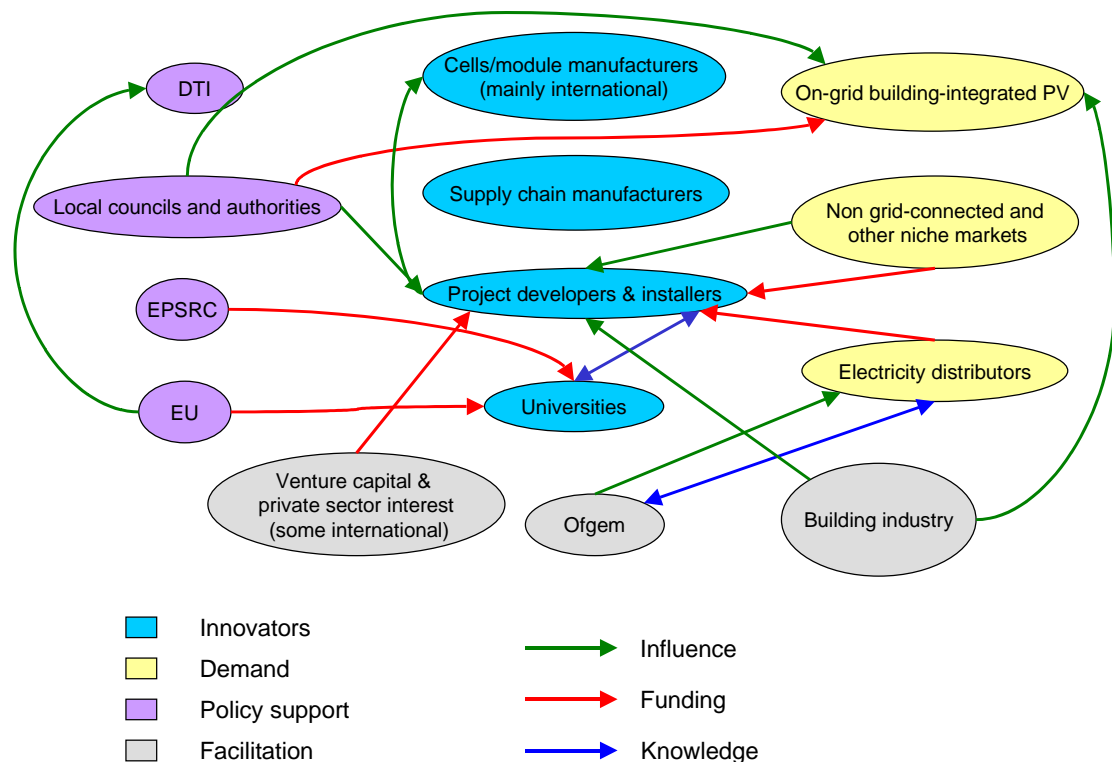 DTI
Cells/module manufacturers
(mainly international)
On-grid building-integrated PV
Local councils and authorities
Supply chain manufacturers
Non grid-connected and
other niche markets
EPSRC
Project developers & installers
EU
Universities
Electricity distributors
Venture capital &
private sector interest
(some international)
Ofgem
Building industry
Innovators
Demand
Policy support
Facilitation
Influence
Funding
Knowledge